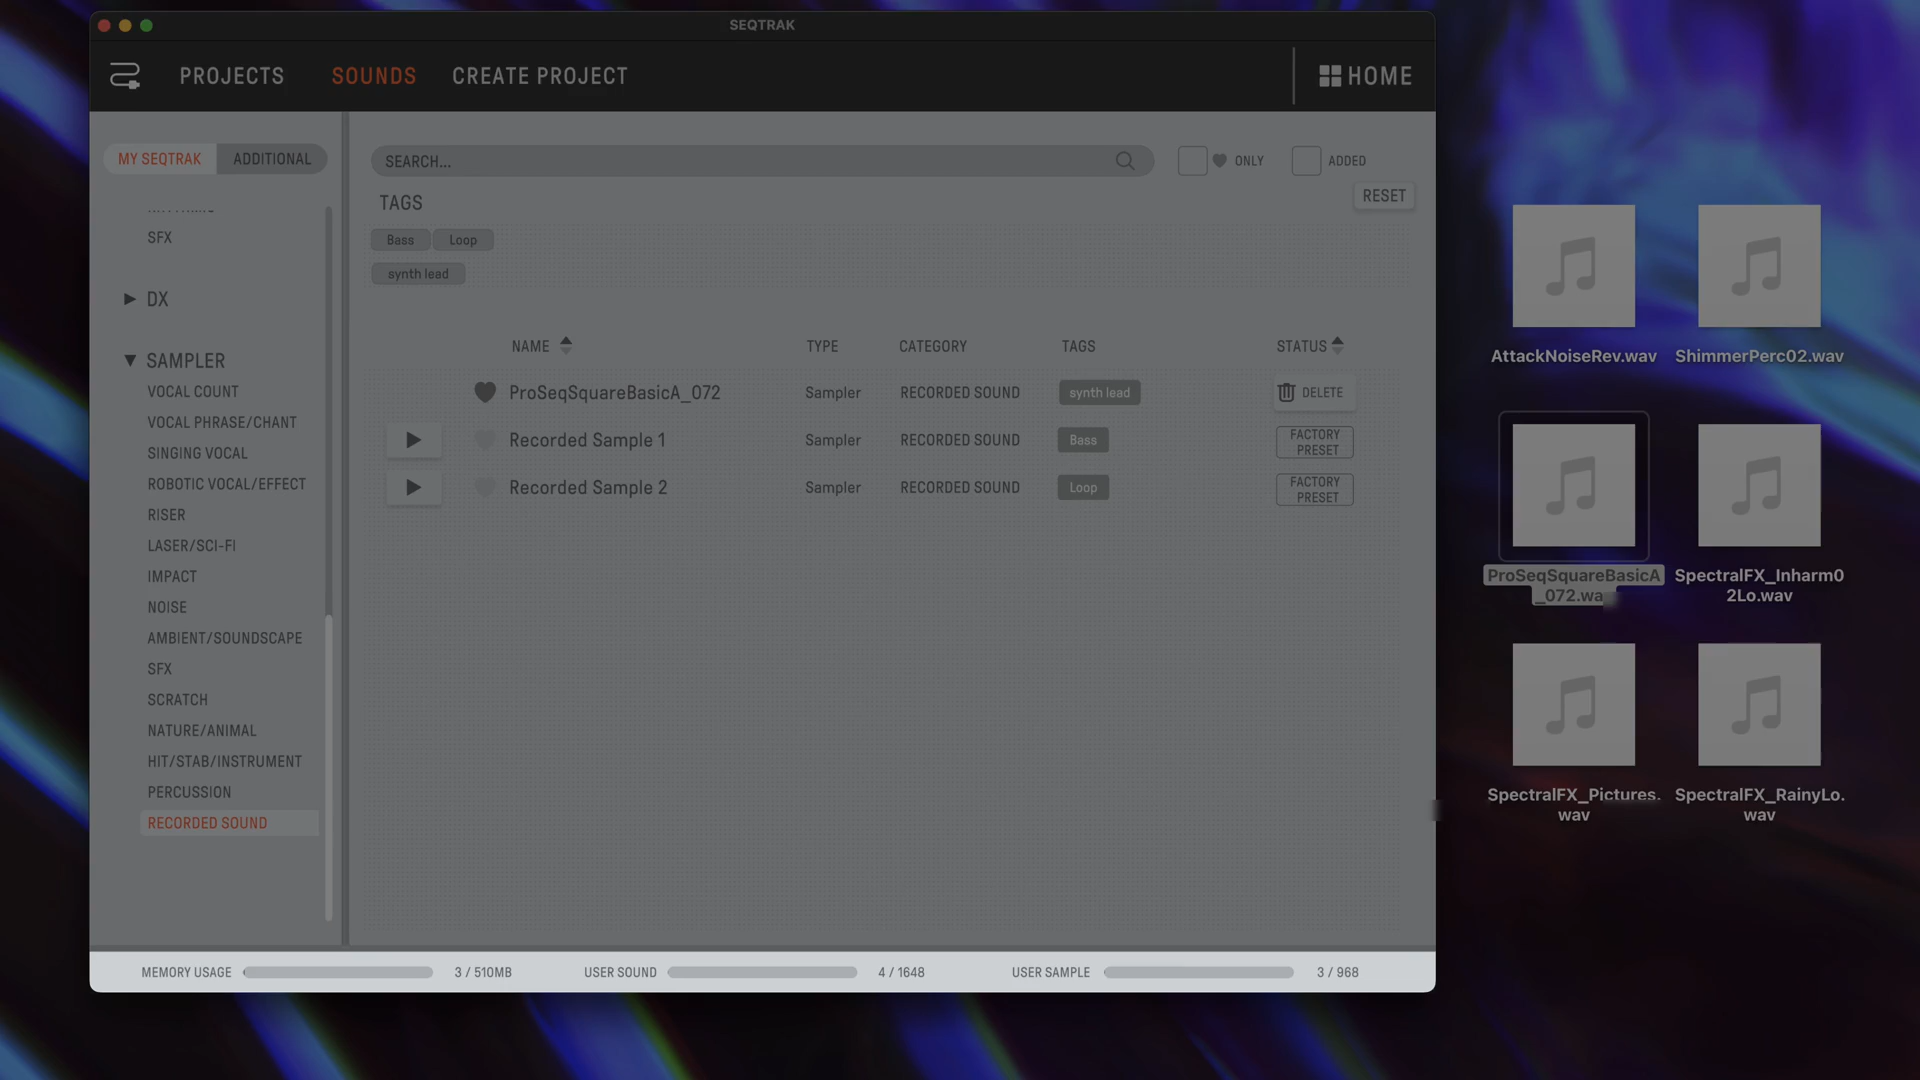 SEQTRAK
PROJECTS
SOUNDS
CREATE PROJECT
HOME
MY SEQTRAK
ADDITIONAL
SFX
DX
SAMPLER
VOCAL COUNT
VOCAL PHRASE/CHANT
SINGING VOCAL
ROBOTIC VOCAL/EFFECT
RISER
LASER/SCI-FI
IMPACT
NOISE
AMBIENT/SOUNDSCAPE
SFX
SCRATCH
NATURE/ANIMAL
HIT/STAB/INSTRUMENT
PERCUSSION
RECORDED SOUND
SEARCH...
ONLY
ADDED
TAGS
RESET
Bass
Loop
synth lead
NAME TYPE CATEGORY TAGS STATUS
ProSeqSquareBasicA_072 Sampler RECORDED SOUND synth lead DELETE
Recorded Sample 1 Sampler RECORDED SOUND Bass FACTORY
PRESET
Recorded Sample 2 Sampler RECORDED SOUND Loop FACTORY
PRESET
MEMORY USAGE 3 / 510MB
USER SOUND 4 / 1648
USER SAMPLE 3 / 968
AttackNoiseRev.wav
ShimmerPerc02.wav
ProSeqSquareBasicA
_072.wa
SpectralFX_Inharm0
2Lo.wav
SpectralFX_Pictures.
wav
SpectralFX_RainyLo.
wav